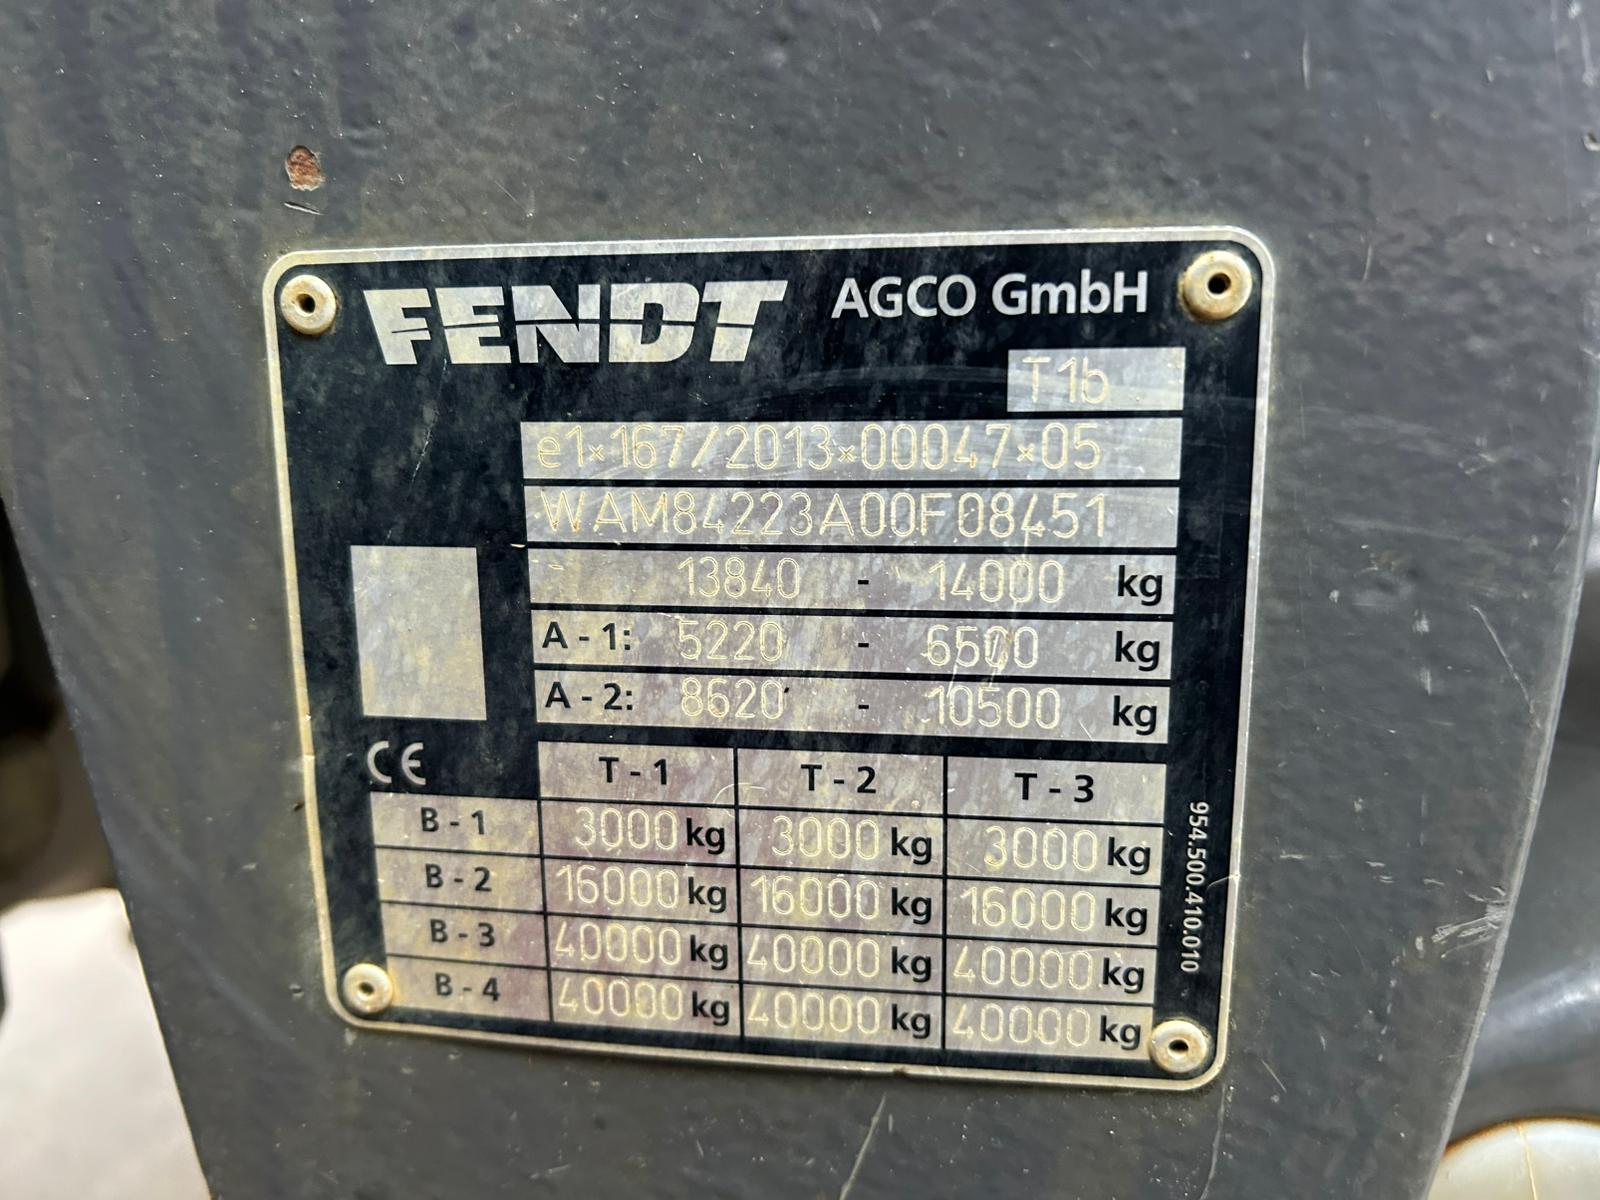 FENDT AGCO GmbH
T1b
e1*167/2013*00047*05
WAM84223A00F08451
- 13840 - 14000 kg
A - 1: 5220 - 6500 kg
A - 2: 8620 - 10500 kg
CE T - 1 T - 2 T - 3
B - 1 3000 kg 3000 kg 3000 kg
B - 2 16000 kg 16000 kg 16000 kg
B - 3 40000 kg 40000 kg 40000 kg
B - 4 40000 kg 40000 kg 40000 kg
954.500.410.010